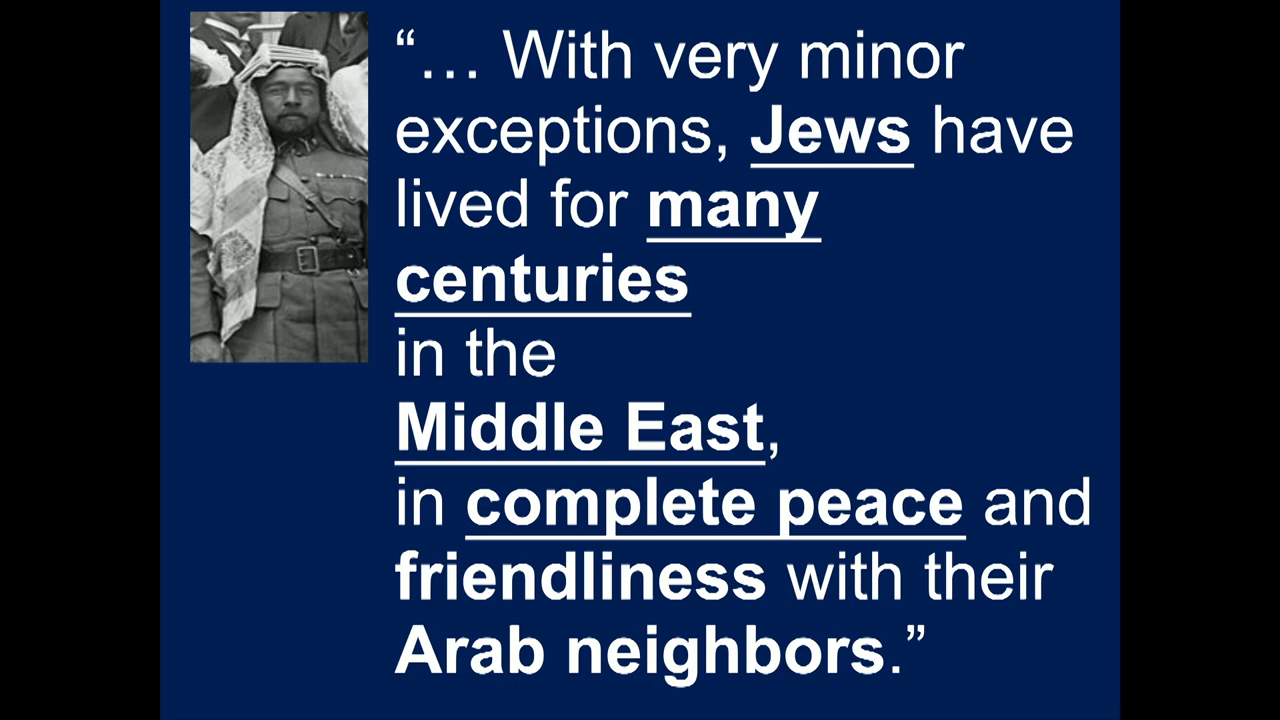 “… With very minor
exceptions, Jews have
lived for many
centuries
in the
Middle East,
in complete peace and
friendliness with their
Arab neighbors.”